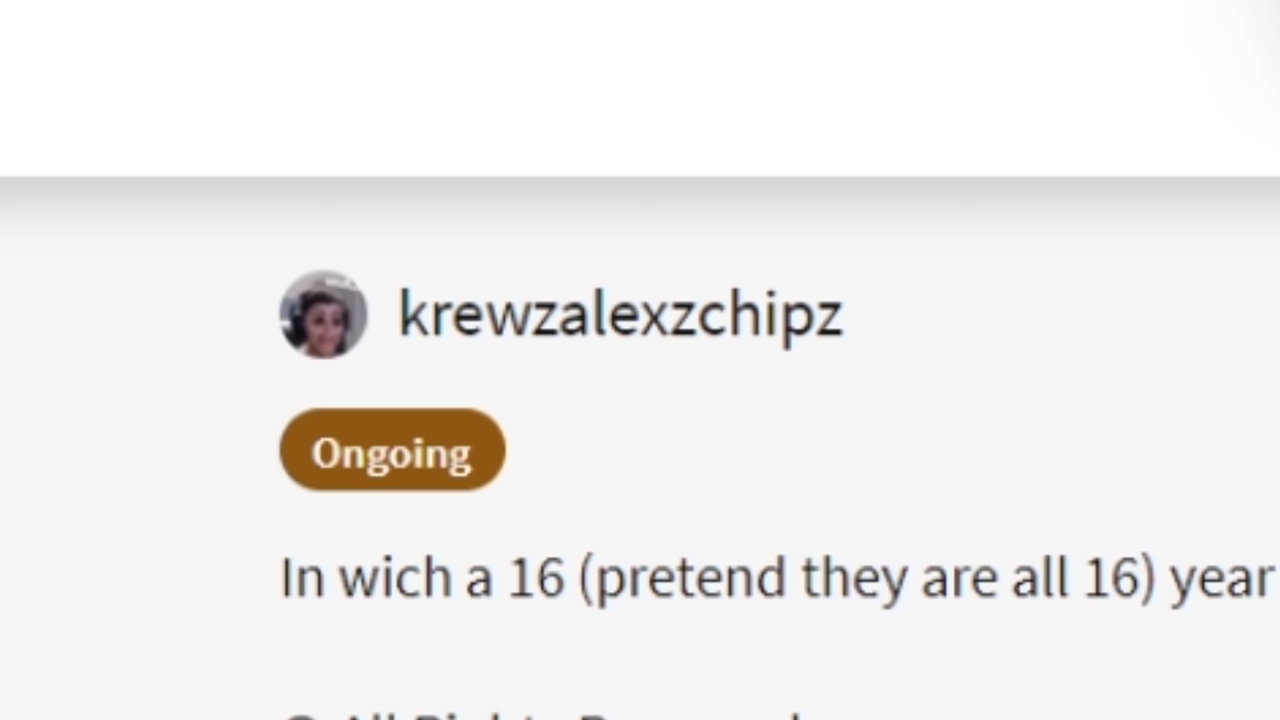 krewzalexzchipz
Ongoing
In wich a 16 (pretend they are all 16) year